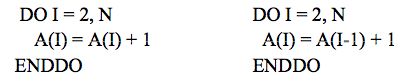 DO I = 2, N
A(I) = A(I) + 1
ENDDO
DO I = 2, N
A(I) = A(I-1) + 1
ENDDO